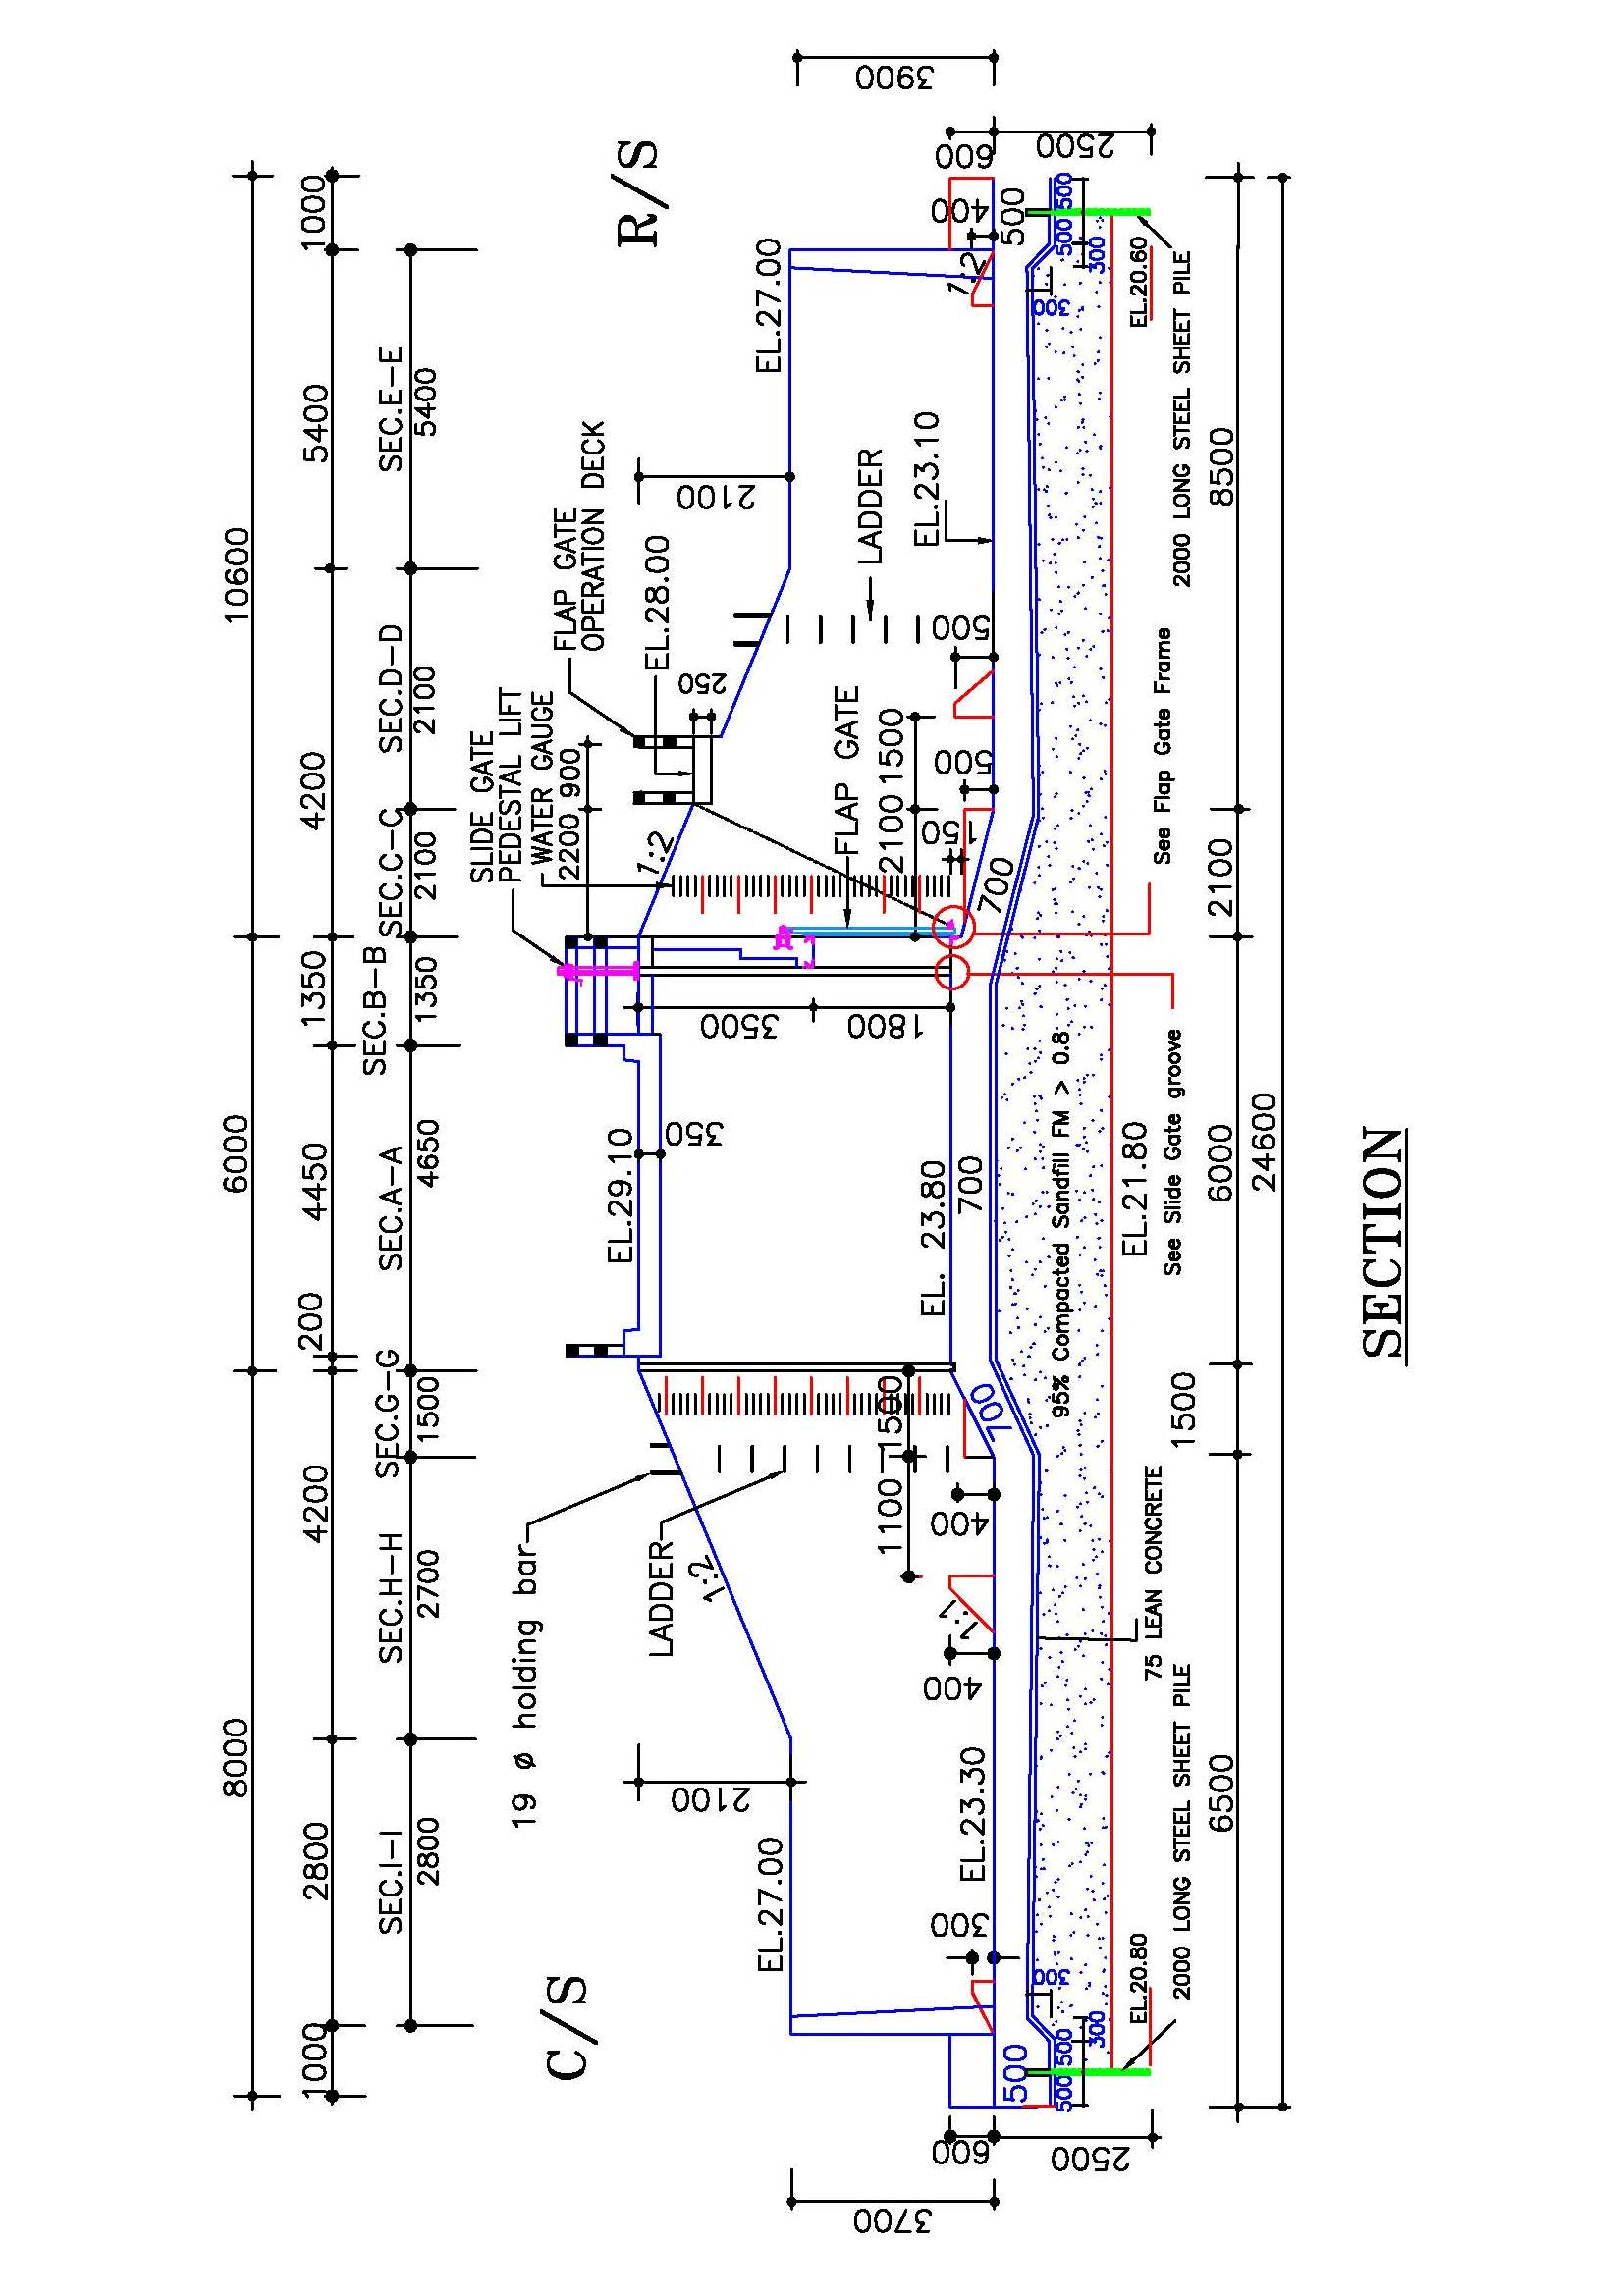 8000
6000
10600
1000
2800
4200
200
4450
1350
4200
5400
1000
SEC.I-I
SEC.H-H
SEC.G-G
SEC.A-A
SEC.B-B
SEC.C-C
SEC.D-D
SEC.E-E
2800
2700
1500
4650
1350
2100
2100
5400
C/S
R/S
19 ø holding bar
LADDER
1:2
SLIDE GATE
PEDESTAL LIFT
WATER GAUGE
2200
900
FLAP GATE
OPERATION DECK
EL.28.00
250
1:2
EL.29.10
350
2100
2100
EL.27.00
EL.27.00
3500
1800
FLAP GATE
LADDER
3700
3900
1100
1500
2100
1500
EL. 23.80
EL.23.10
EL.23.30
600
300
400
1:1
400
150
500
500
400
1:2
600
500
700
700
700
500
2500
2500
300
300
500
500
300
500
500
300
95% Compacted Sandfill FM > 0.8
EL.20.80
EL.21.80
EL.20.60
75 LEAN CONCRETE
2000 LONG STEEL SHEET PILE
See Slide Gate groove
See Flap Gate Frame
2000 LONG STEEL SHEET PILE
6500
1500
6000
2100
8500
24600
SECTION